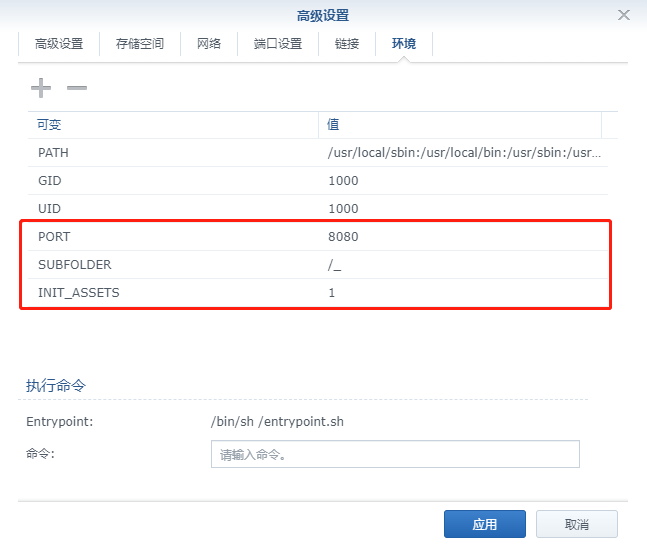 高级设置
高级设置 存储空间 网络 端口设置 链接 环境
可变 值
PATH /usr/local/sbin:/usr/local/bin:/usr/sbin:/usr...
GID 1000
UID 1000
PORT 8080
SUBFOLDER /_
INIT_ASSETS 1
执行命令
Entrypoint: /bin/sh /entrypoint.sh
命令: 请输入命令。
应用 取消